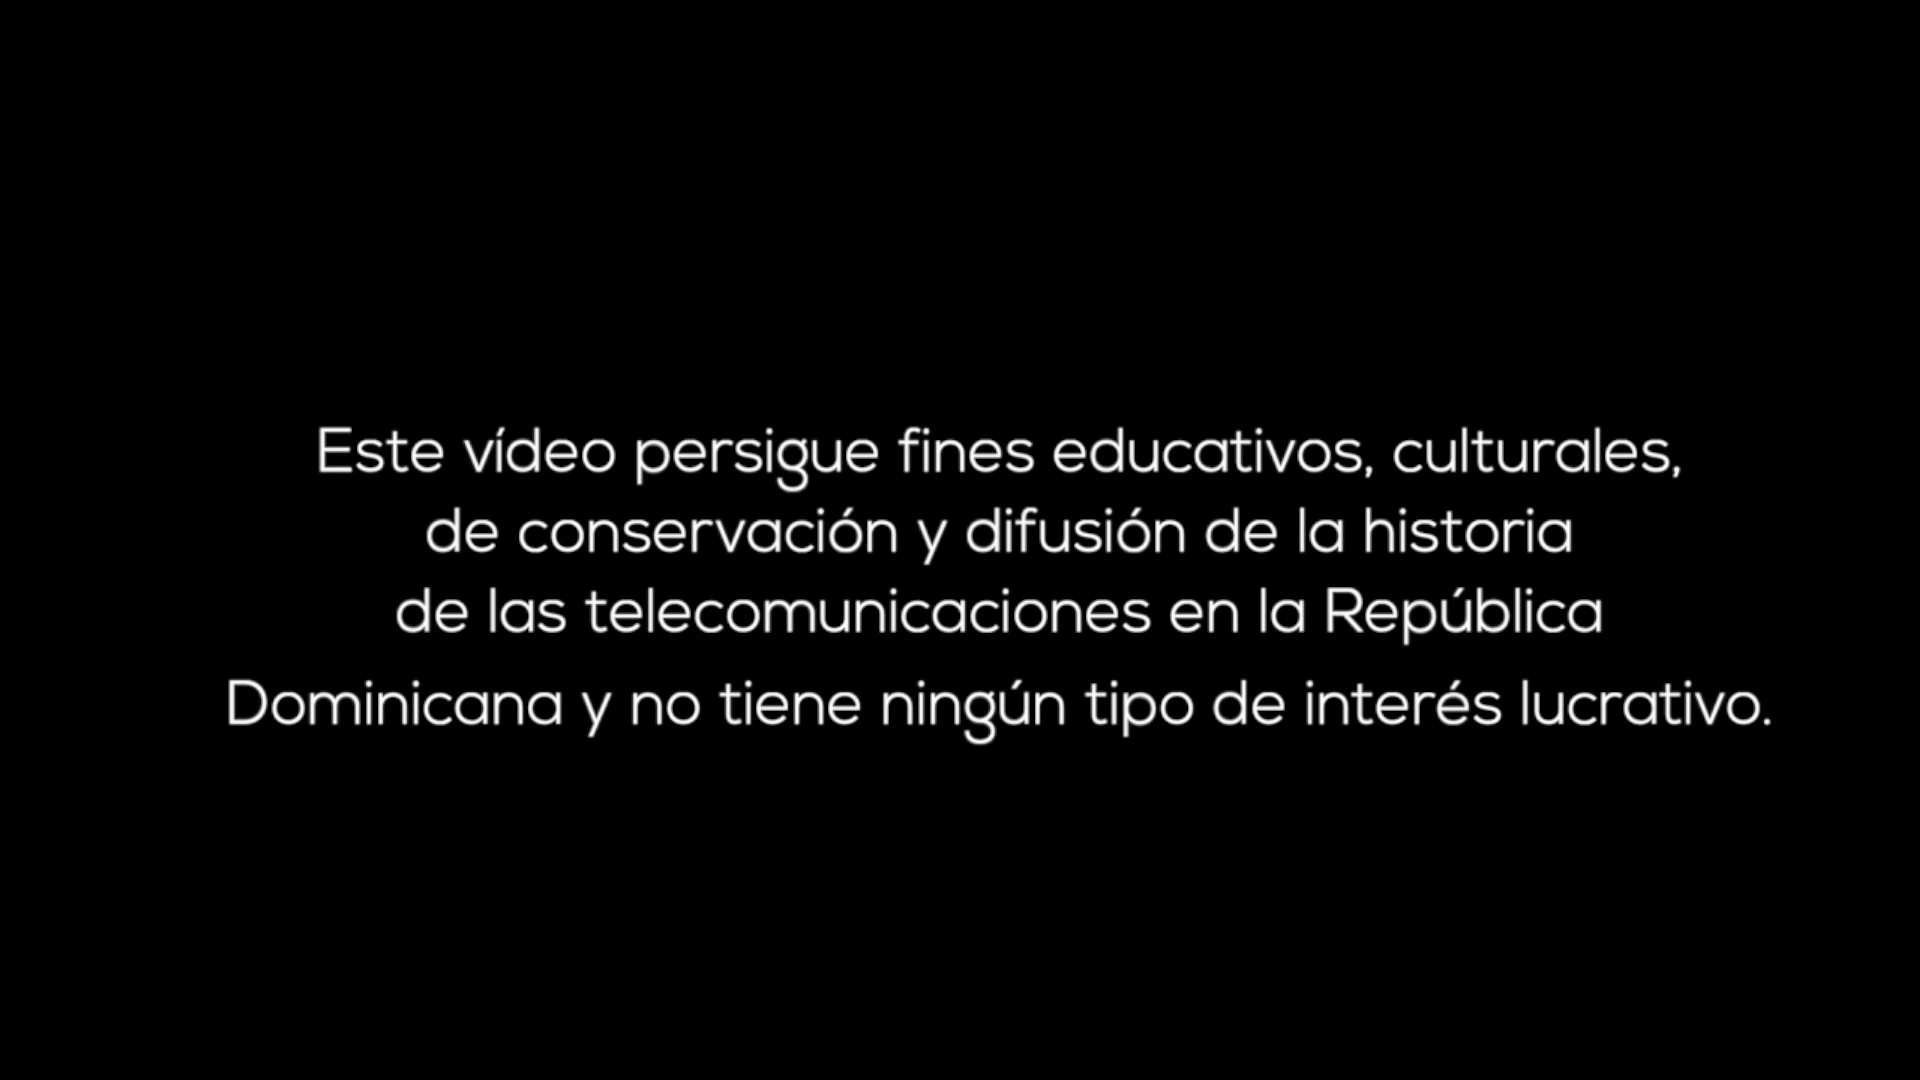 Este vídeo persigue fines educativos, culturales,
de conservación y difusión de la historia
de las telecomunicaciones en la República
Dominicana y no tiene ningún tipo de interés lucrativo.